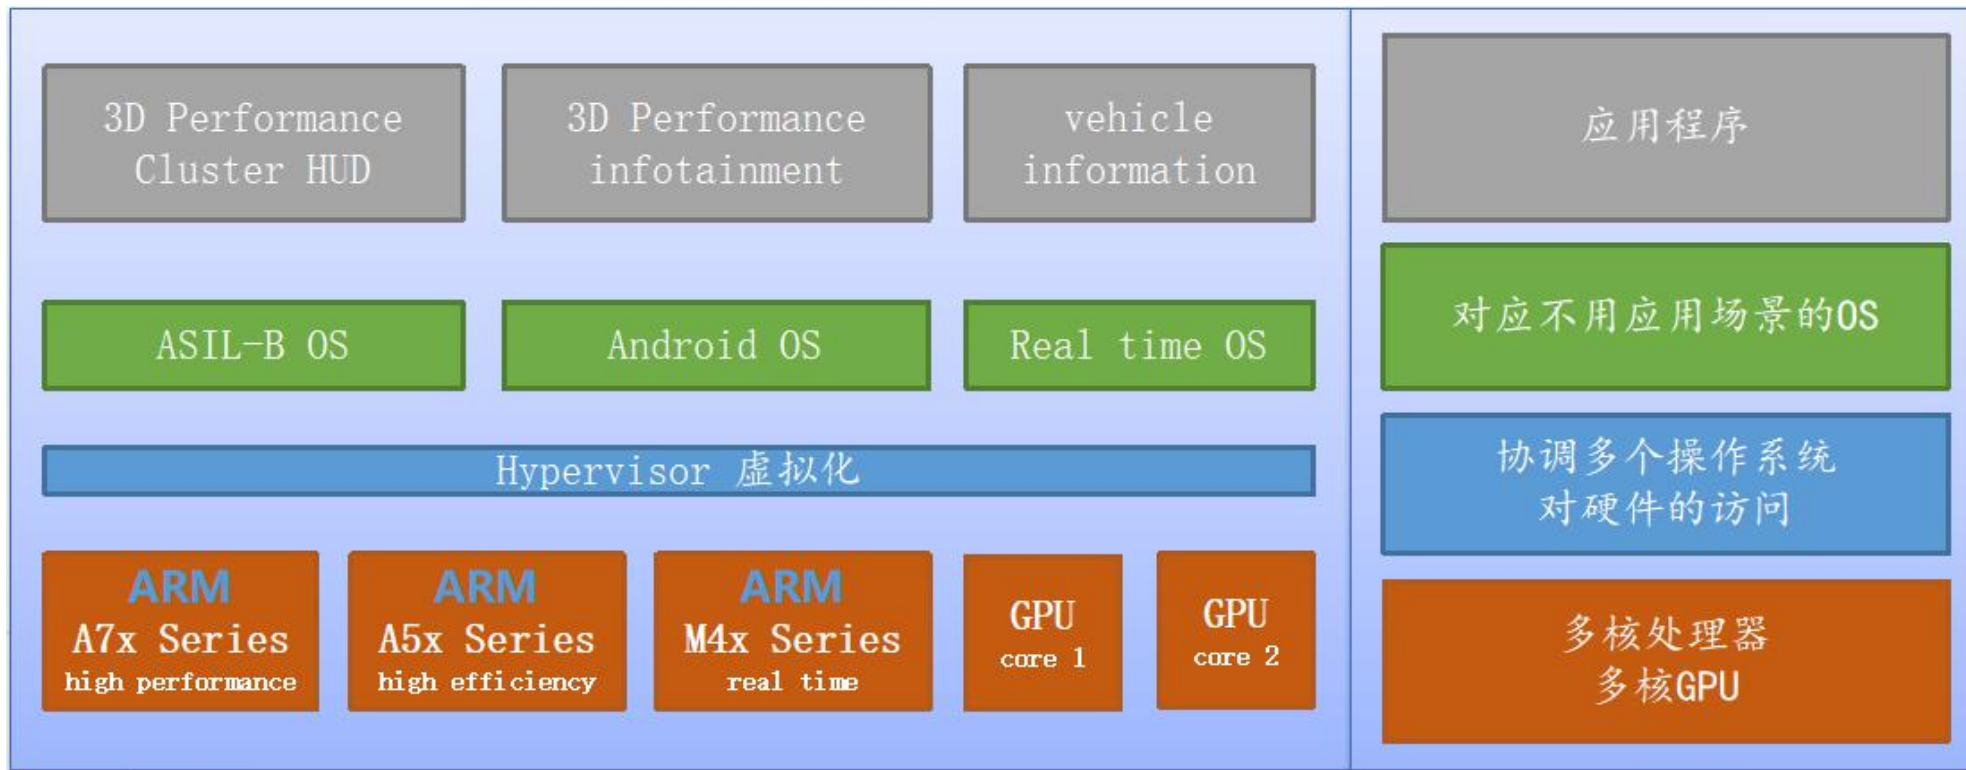 3D Performance
Cluster HUD
3D Performance
infotainment
vehicle
information
应用程序
ASIL-B OS
Android OS
Real time OS
对应不用应用场景的OS
Hypervisor 虚拟化
协调多个操作系统
对硬件的访问
ARM
A7x Series
high performance
ARM
A5x Series
high efficiency
ARM
M4x Series
real time
GPU
core 1
GPU
core 2
多核处理器
多核GPU